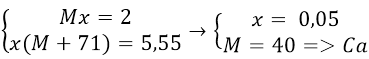 {Mx = 2
x(M + 71) = 5,55 → {x = 0,05
M = 40 => Ca